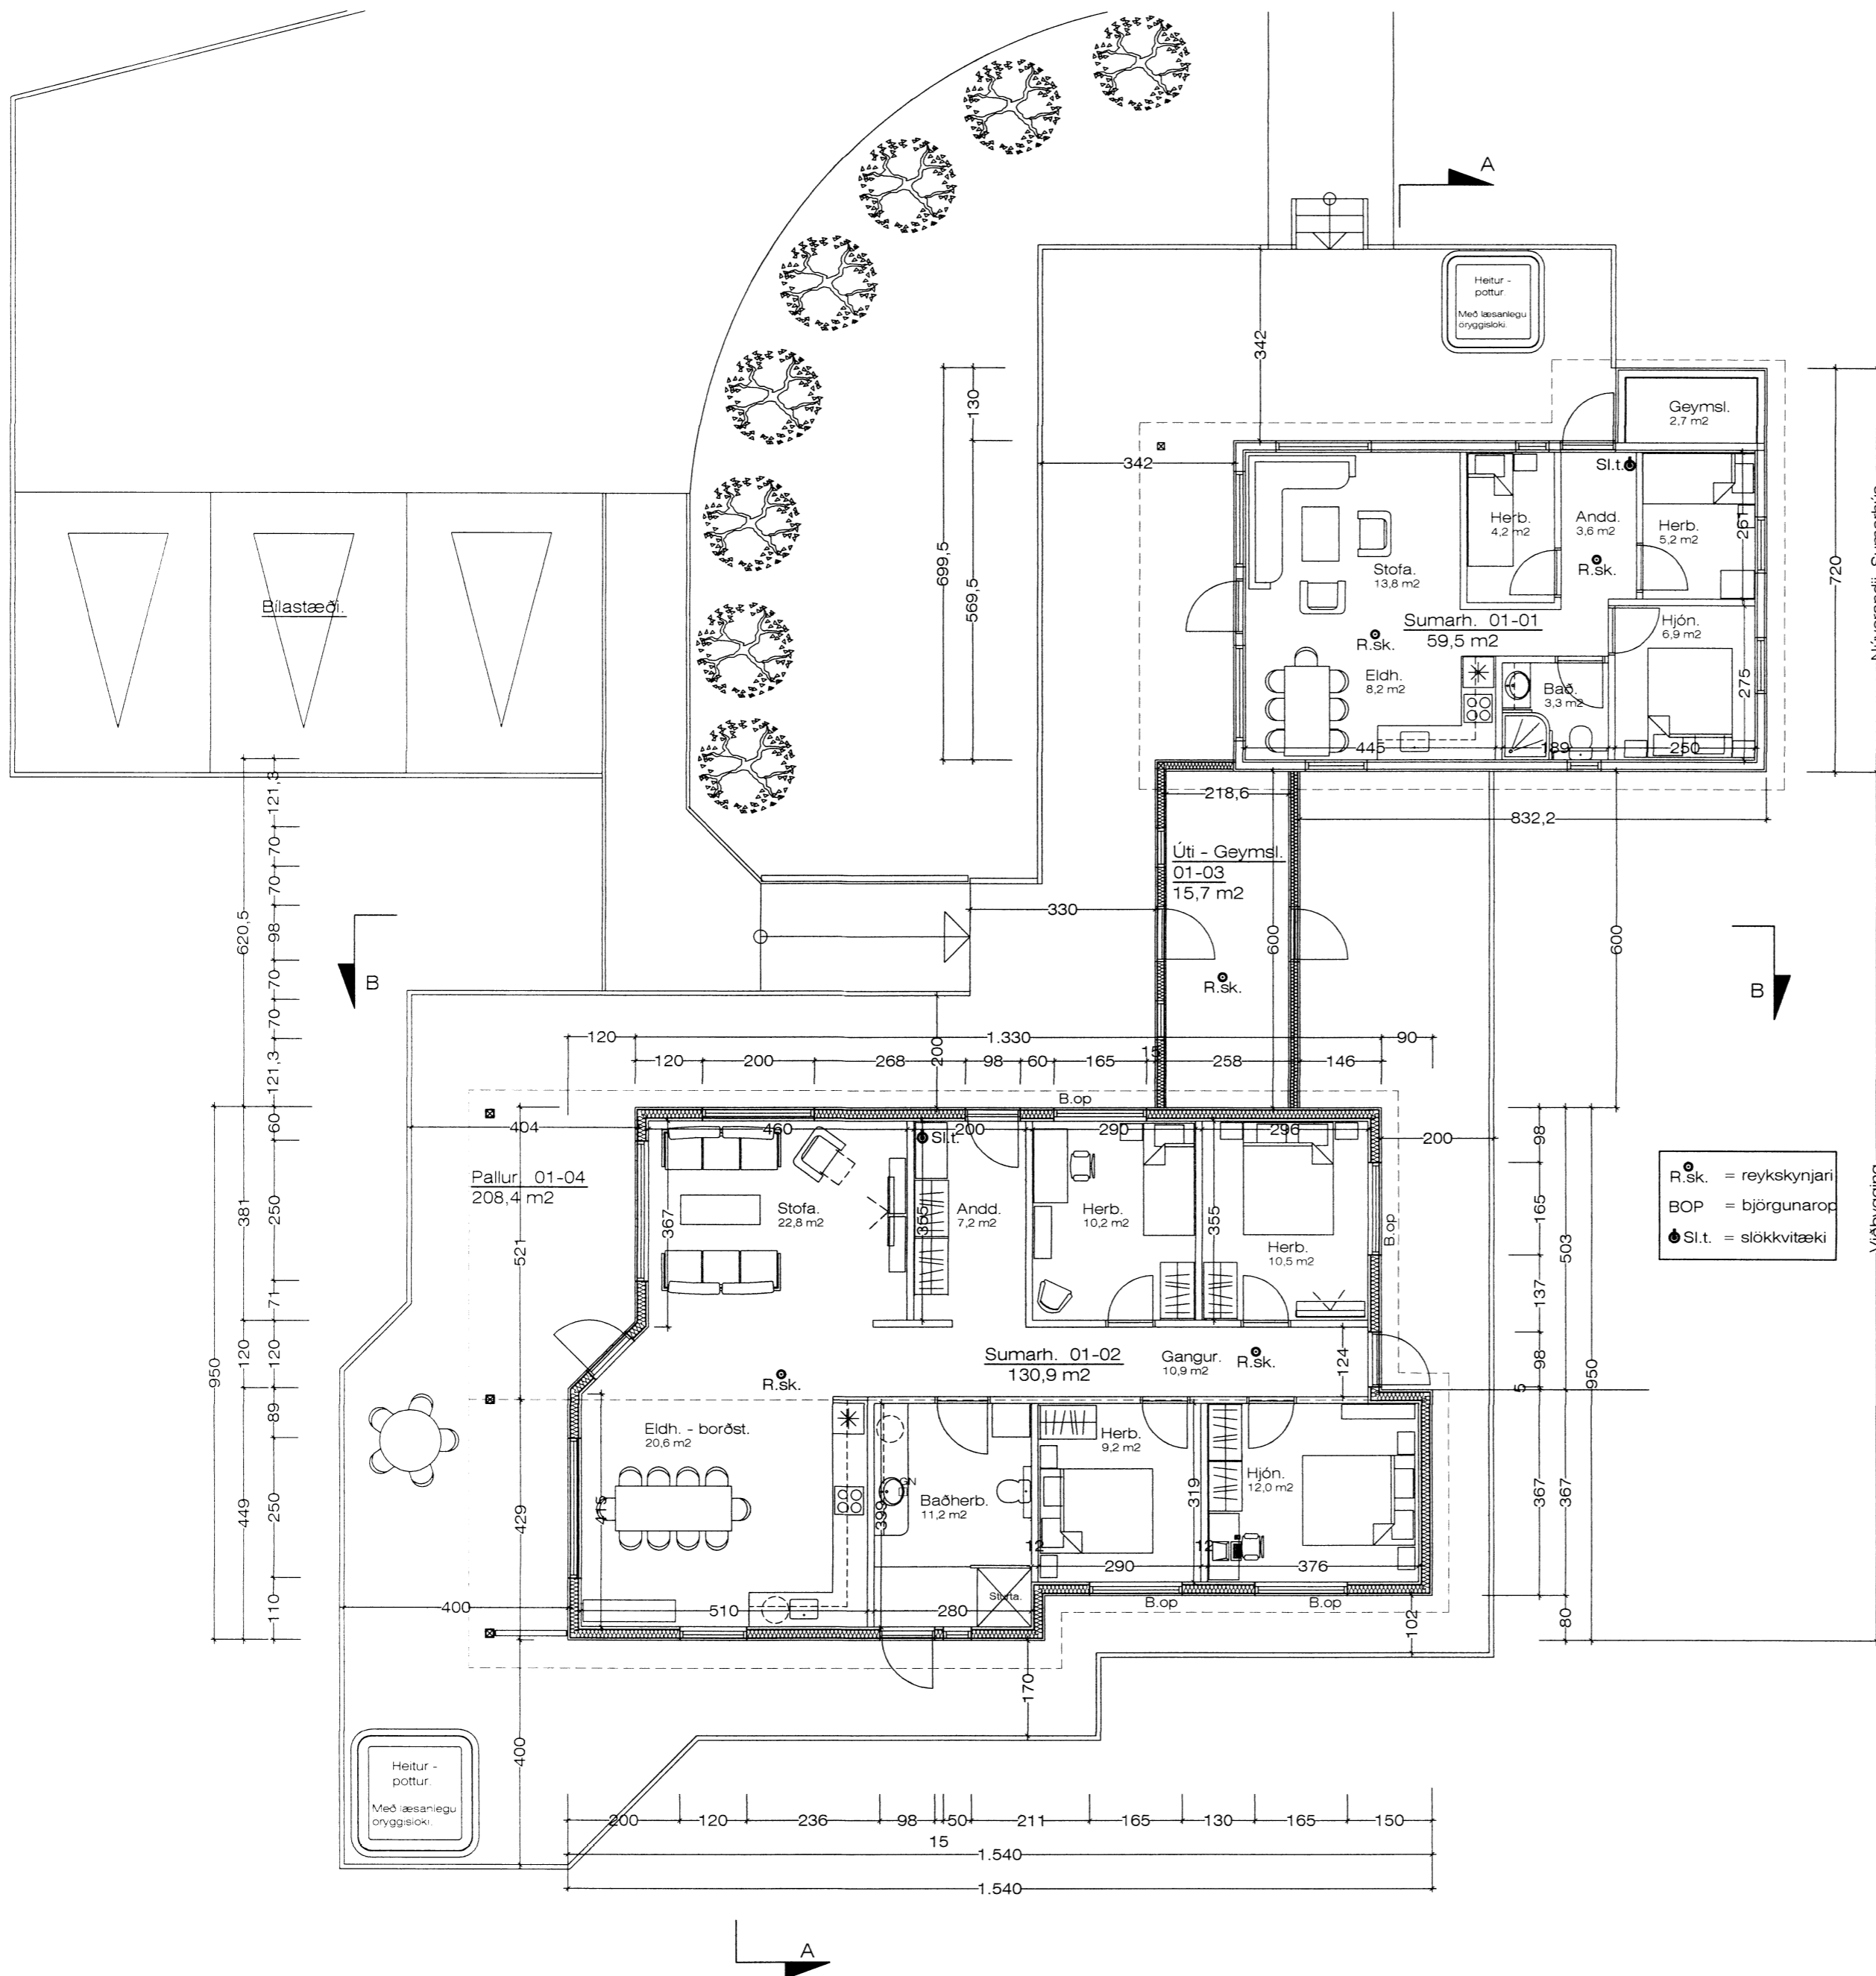 A
Heitur -
pottur.
Með læsanlegu
öryggisloki.
342
130
699,5
569,5
342
Geymsl.
2,7 m2
Sl.t.
Herb.
4,2 m2
Andd.
3,6 m2
Herb.
5,2 m2
261
R.sk.
Stofa.
13,8 m2
720
Bílastæði.
Sumarh. 01-01
59,5 m2
Hjón.
6,9 m2
R.sk.
Eldh.
8,2 m2
Bað.
3,3 m2
275
445
189
250
218,6
832,2
Úti - Geymsl.
01-03
15,7 m2
330
600
600
R.sk.
121,3
70
70
98
70
70
121,3
620,5
B
B
120
1.330
90
120
200
268
200
98
60
165
15
258
146
B.op
404
460
200
290
296
200
Sl.t.
Pallur 01-04
208,4 m2
Stofa.
22,8 m2
367
355
Andd.
7,2 m2
Herb.
10,2 m2
355
Herb.
10,5 m2
B.op
R.sk. = reykskynjari
BOP = björgunarop
Sl.t. = slökkvitæki
Viðbygging
60
250
71
120
89
250
110
381
120
449
950
521
429
400
98
165
137
98
5
367
503
367
80
950
Sumarh. 01-02
130,9 m2
Gangur.
10,9 m2
R.sk.
124
R.sk.
Eldh. - borðst.
20,6 m2
415
399
GN
Baðherb.
11,2 m2
Herb.
9,2 m2
319
Hjón.
12,0 m2
12
12
290
376
Sturta.
B.op
B.op
400
510
280
102
170
Heitur -
pottur.
Með læsanlegu
öryggisloki.
200
120
236
98
50
211
165
130
165
150
15
1.540
1.540
A